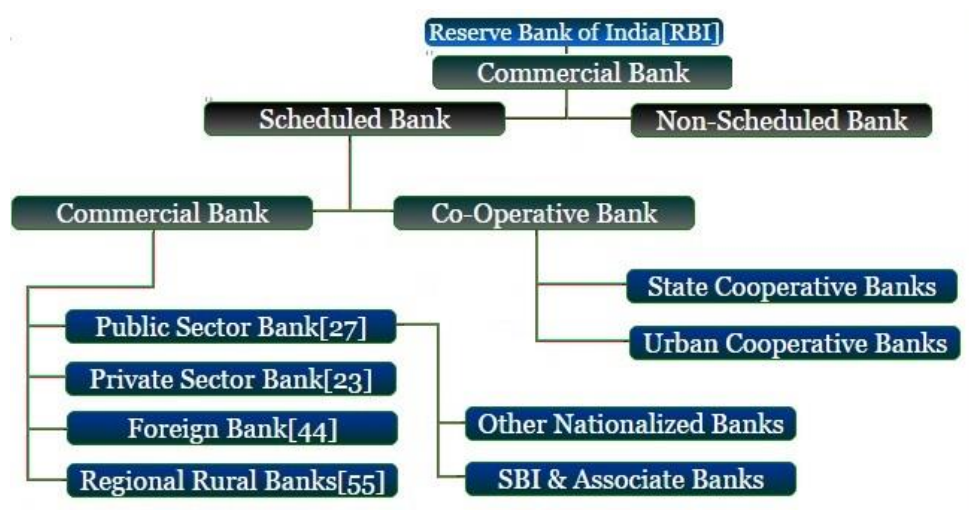 Reserve Bank of India[RBI]
Commercial Bank
Scheduled Bank
Non-Scheduled Bank
Commercial Bank
Co-Operative Bank
State Cooperative Banks
Public Sector Bank[27]
Urban Cooperative Banks
Private Sector Bank[23]
Foreign Bank[44]
Other Nationalized Banks
Regional Rural Banks[55]
SBI & Associate Banks